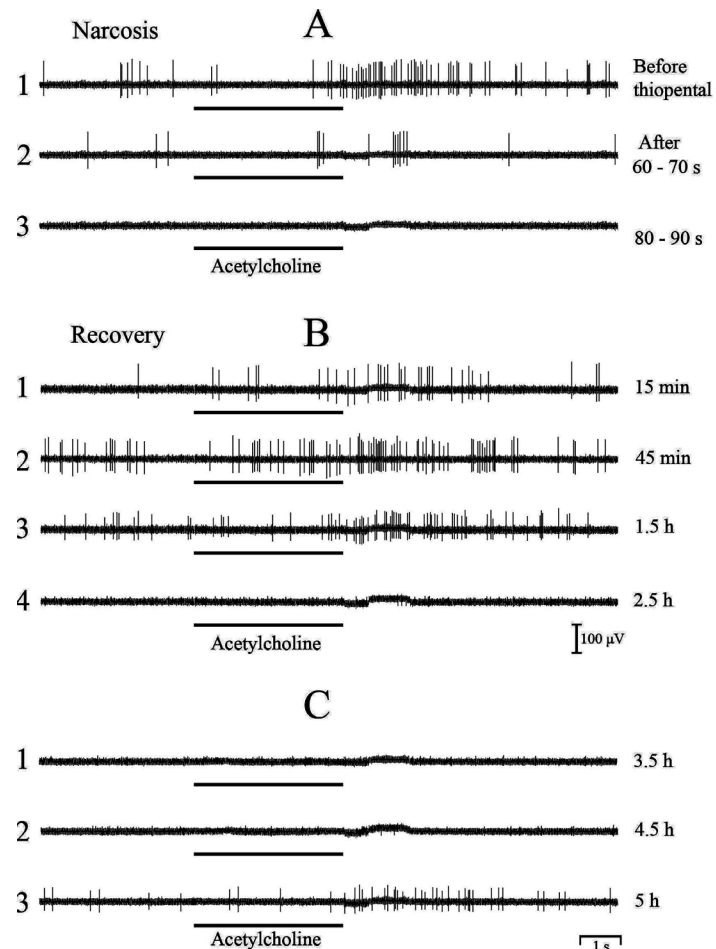 Narcosis A
1 Before
thiopental
2 After
60 - 70 s
3 80 - 90 s
Acetylcholine
Recovery B
1 15 min
2 45 min
3 1.5 h
4 2.5 h
Acetylcholine
100 µV
C
1 3.5 h
2 4.5 h
3 5 h
Acetylcholine 1 s